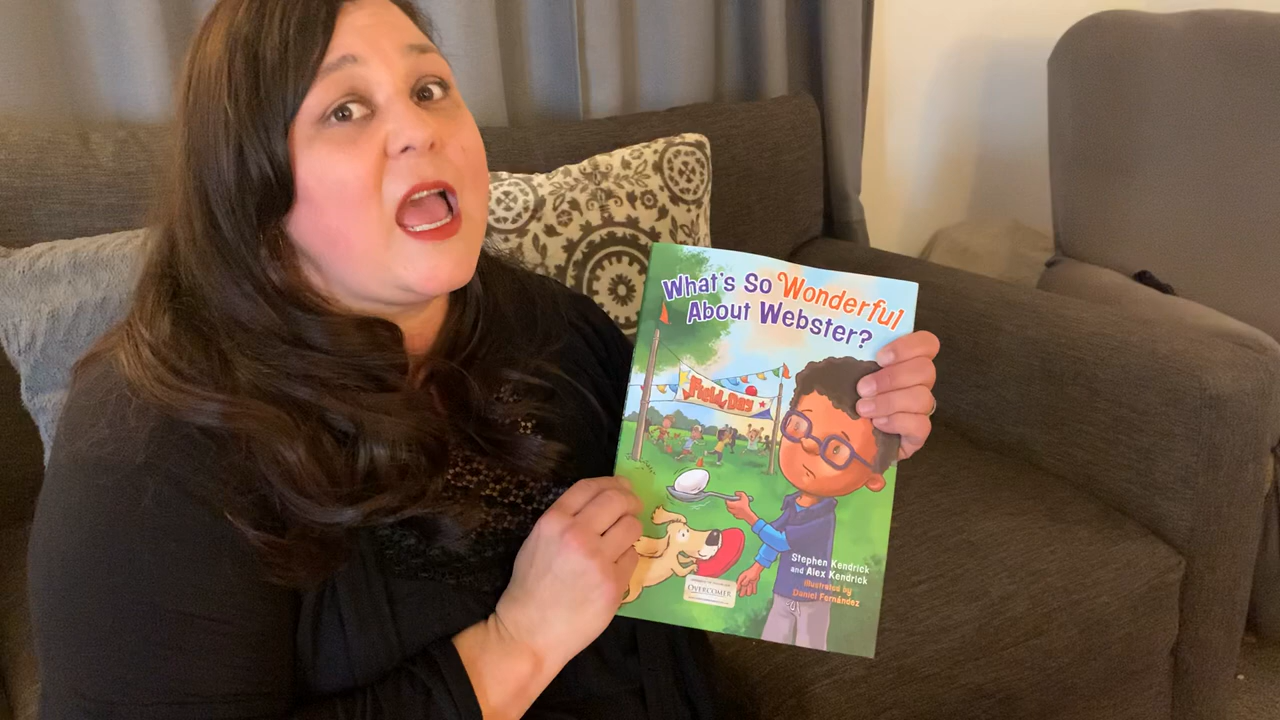 What's So Wonderful
About Webster?
Field Day
Stephen Kendrick
and Alex Kendrick
illustrated by
Daniel Fernández
OVERCOMER